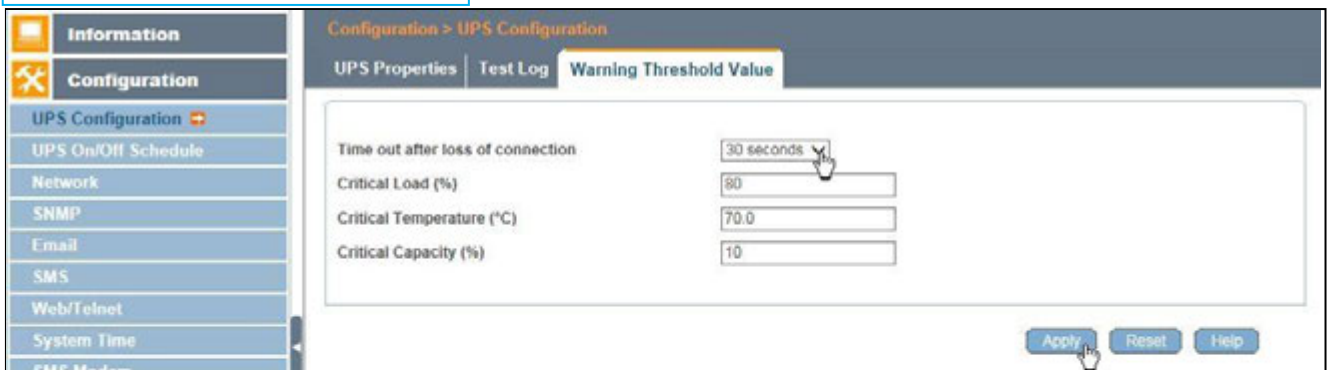 Information
Configuration
UPS Configuration
UPS On/Off Schedule
Network
SNMP
Email
SMS
Web/Telnet
System Time
SMS Modem
Configuration > UPS Configuration
UPS Properties Test Log Warning Threshold Value
Time out after loss of connection 30 seconds
Critical Load (%) 80
Critical Temperature (°C) 70.0
Critical Capacity (%) 10
Apply Reset Help